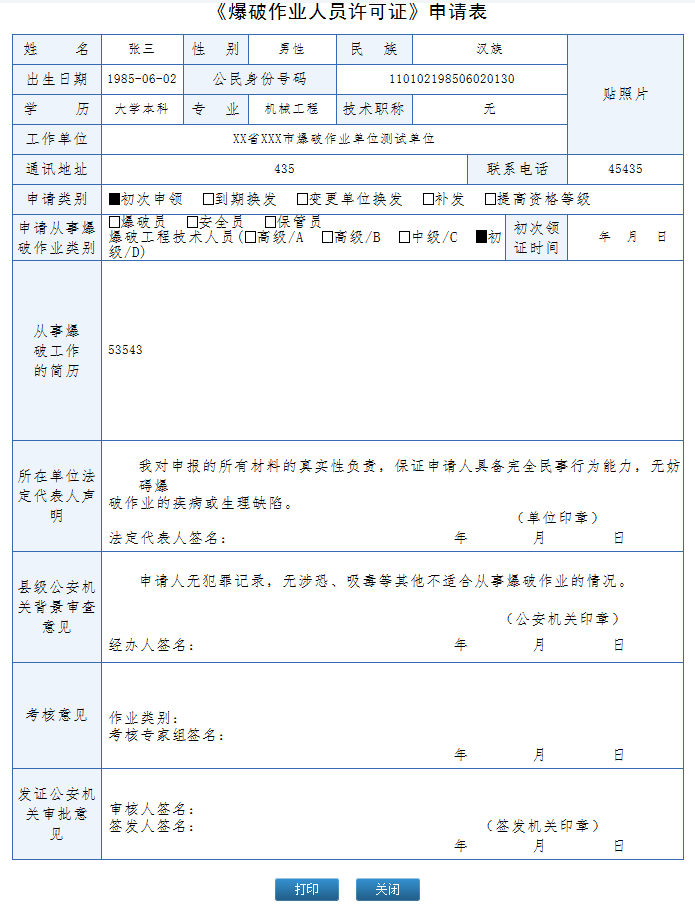 《爆破作业人员许可证》申请表
姓 名 张三 性 别 男性 民 族 汉族
贴照片
出生日期 1985-06-02 公民身份号码 110102198506020130
学 历 大学本科 专 业 机械工程 技术职称 无
工作单位 XX省XXX市爆破作业单位测试单位
通讯地址 435 联系电话 45435
申请类别 ■初次申领 □到期换发 □变更单位换发 □补发 □提高资格等级
申请从事爆
破作业类别
□爆破员 □安全员 □保管员
爆破工程技术人员(□高级/A □高级/B □中级/C ■初
级/D)
初次领
证时间
年 月 日
从事爆
破工作
的简历
53543
所在单位法
定代表人声
明
我对申报的所有材料的真实性负责，保证申请人具备完全民事行为能力，无妨
碍爆
破作业的疾病或生理缺陷。
（单位印章）
法定代表人签名： 年 月 日
县级公安机
关背景审查
意见
申请人无犯罪记录，无涉恐、吸毒等其他不适合从事爆破作业的情况。
（公安机关印章）
经办人签名： 年 月 日
考核意见
作业类别：
考核专家组签名：
年 月 日
发证公安机
关审批意
见
审核人签名：
签发人签名： （签发机关印章）
年 月 日
打印 关闭